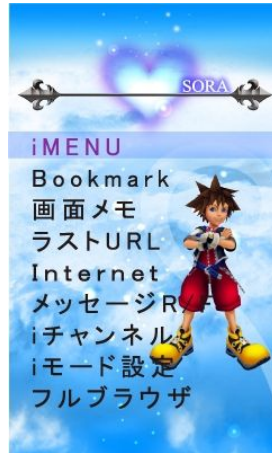 SORA
iMENU
Bookmark
画面メモ
ラストURL
Internet
メッセージR/F
iチャンネル
iモード設定
フルブラウザ